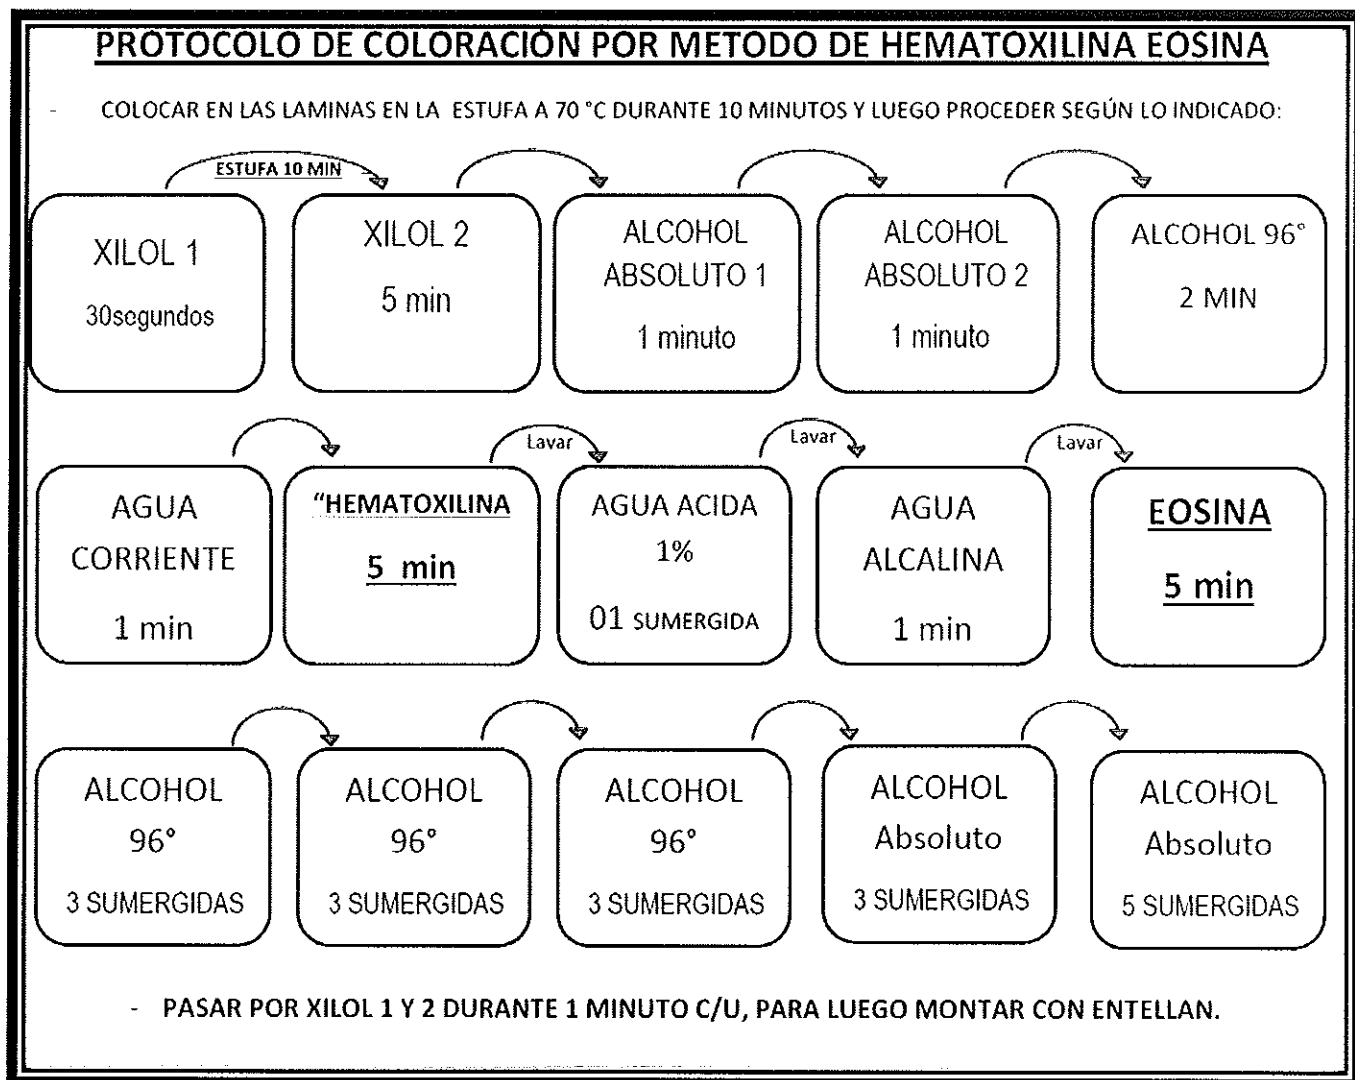 PROTOCOLO DE COLORACIÓN POR METODO DE HEMATOXILINA EOSINA
- COLOCAR EN LAS LAMINAS EN LA ESTUFA A 70 °C DURANTE 10 MINUTOS Y LUEGO PROCEDER SEGÚN LO INDICADO:
ESTUFA 10 MIN
XILOL 1
30segundos
XILOL 2
5 min
ALCOHOL
ABSOLUTO 1
1 minuto
ALCOHOL
ABSOLUTO 2
1 minuto
ALCOHOL 96°
2 MIN
AGUA
CORRIENTE
1 min
"HEMATOXILINA
5 min
Lavar
AGUA ACIDA
1%
01 SUMERGIDA
Lavar
AGUA
ALCALINA
1 min
Lavar
EOSINA
5 min
ALCOHOL
96°
3 SUMERGIDAS
ALCOHOL
96°
3 SUMERGIDAS
ALCOHOL
96°
3 SUMERGIDAS
ALCOHOL
Absoluto
3 SUMERGIDAS
ALCOHOL
Absoluto
5 SUMERGIDAS
- PASAR POR XILOL 1 Y 2 DURANTE 1 MINUTO C/U, PARA LUEGO MONTAR CON ENTELLAN.